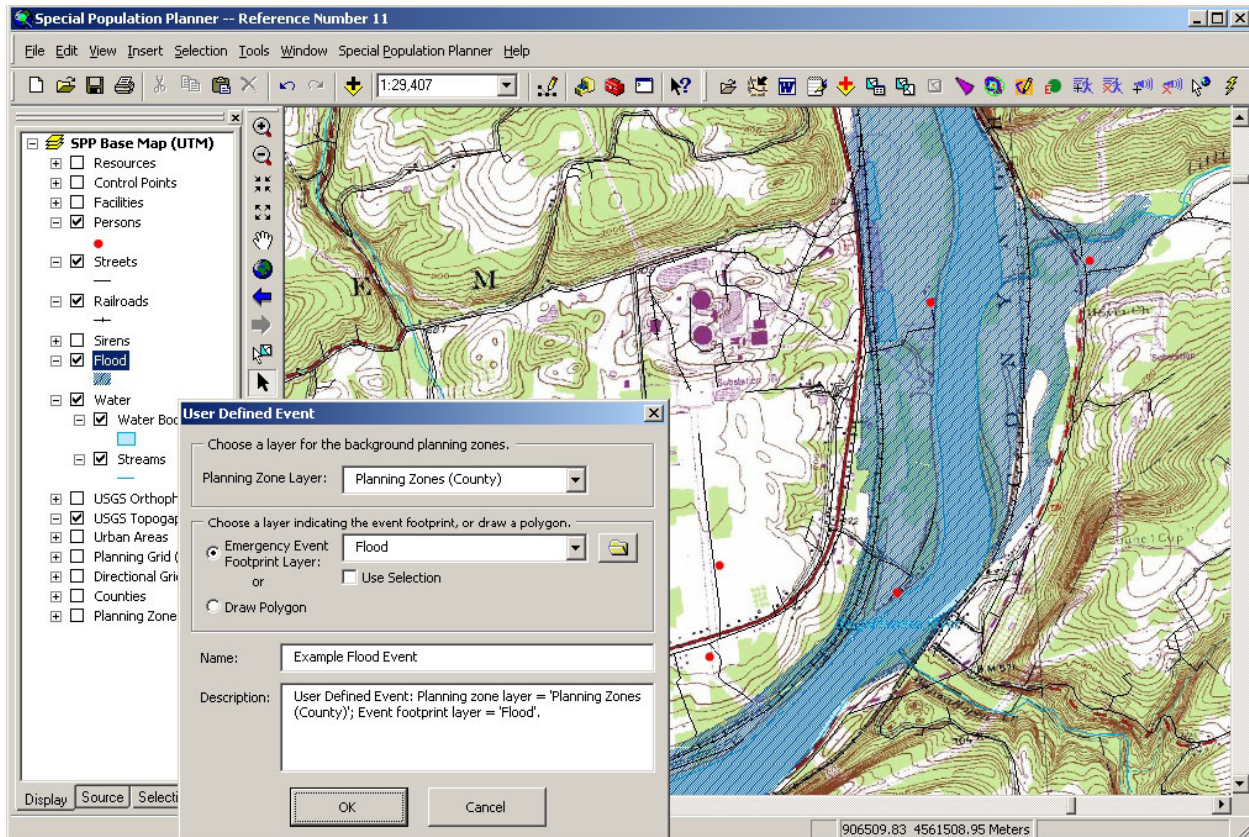 Special Population Planner -- Reference Number 11
File Edit View Insert Selection Tools Window Special Population Planner Help
1:29,407
SPP Base Map (UTM)
Resources
Control Points
Facilities
Persons
Streets
Railroads
Sirens
Flood
Water
Water Boc
Streams
USGS Orthoph
USGS Topogap
Urban Areas
Planning Grid (
Directional Gri
Counties
Planning Zone
Display Source Selecti
E M
Substation
Substation
User Defined Event
Choose a layer for the background planning zones.
Planning Zone Layer: Planning Zones (County)
Choose a layer indicating the event footprint, or draw a polygon.
Emergency Event
Footprint Layer:
Flood
or
Use Selection
Draw Polygon
Name: Example Flood Event
Description: User Defined Event: Planning zone layer = 'Planning Zones
(County)'; Event footprint layer = 'Flood'.
OK Cancel
906509.83 4561508.95 Meters